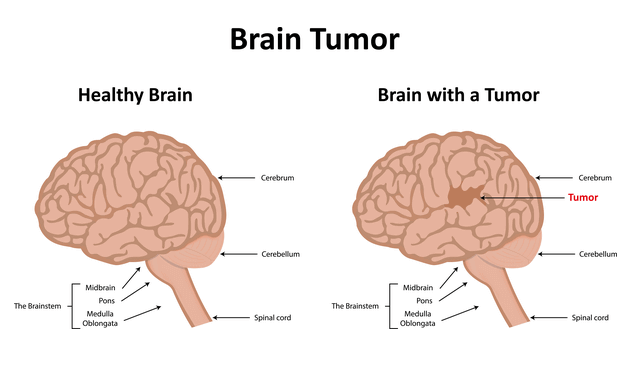 Brain Tumor
Healthy Brain
Cerebrum
Cerebellum
Midbrain
Pons
The Brainstem
Medulla
Oblongata
Spinal cord
Brain with a Tumor
Cerebrum
Tumor
Cerebellum
Midbrain
Pons
The Brainstem
Medulla
Oblongata
Spinal cord